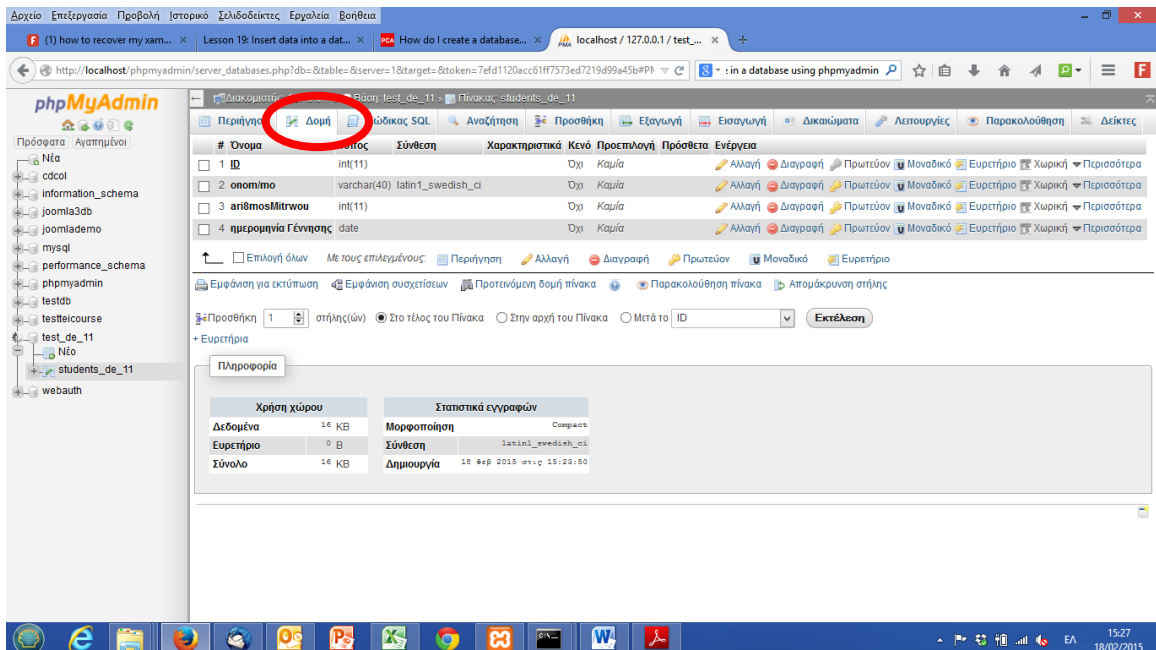 Αρχείο Επεξεργασία Προβολή Ιστορικό Σελιδοδείκτες Εργαλεία Βοήθεια
(1) how to recover my xam... × Lesson 19: Insert data into a dat... × PCA How do I create a database... × localhost / 127.0.0.1 / test_... × +
http://localhost/phpmyadmin/server_databases.php?db=&table=&server=1&target=&token=7efd1120acc61ff7573ed7219d99a45b#PM
: in a database using phpmyadmin
phpMyAdmin
Πρόσφατα Αγαπημένοι
Νέα
cdcol
information_schema
joomla3db
joomlademo
mysql
performance_schema
phpmyadmin
testdb
testteicourse
test_de_11
Νέο
students_de_11
webauth
Βάση: test_de_11 » Πίνακας: students_de_11
Δομή Κώδικας SQL Αναζήτηση Προσθήκη Εξαγωγή Εισαγωγή Δικαιώματα Λειτουργίες Παρακολούθηση Δείκτες
# Όνομα Τύπος Σύνθεση Χαρακτηριστικά Κενό Προεπιλογή Πρόσθετα Ενέργεια
1 ID int(11) Όχι Καμία Αλλαγή Διαγραφή Πρωτεύον Μοναδικό Ευρετήριο Χωρική Περισσότερα
2 onom/mo varchar(40) latin1_swedish_ci Όχι Καμία Αλλαγή Διαγραφή Πρωτεύον Μοναδικό Ευρετήριο Χωρική Περισσότερα
3 ari8mosMitrwou int(11) Όχι Καμία Αλλαγή Διαγραφή Πρωτεύον Μοναδικό Ευρετήριο Χωρική Περισσότερα
4 ημερομηνία Γέννησης date Όχι Καμία Αλλαγή Διαγραφή Πρωτεύον Μοναδικό Ευρετήριο Χωρική Περισσότερα
Επιλογή όλων Με τους επιλεγμένους: Περιήγηση Αλλαγή Διαγραφή Πρωτεύον Μοναδικό Ευρετήριο
Εμφάνιση για εκτύπωση Εμφάνιση συσχετίσεων Προτεινόμενη δομή πίνακα Παρακολούθηση πίνακα Απομάκρυνση στήλης
Προσθήκη 1 στήλης(ών) Στο τέλος του Πίνακα Στην αρχή του Πίνακα Μετά το ID Εκτέλεση
+ Ευρετήρια
Πληροφορία
Χρήση χώρου
Δεδομένα 16 KB
Ευρετήριο 0 B
Σύνολο 16 KB
Στατιστικά εγγραφών
Μορφοποίηση Compact
Σύνθεση latin1_swedish_ci
Δημιουργία 18 Φεβ 2015 στις 15:23:50
ΕΛ 15:27
18/02/2015